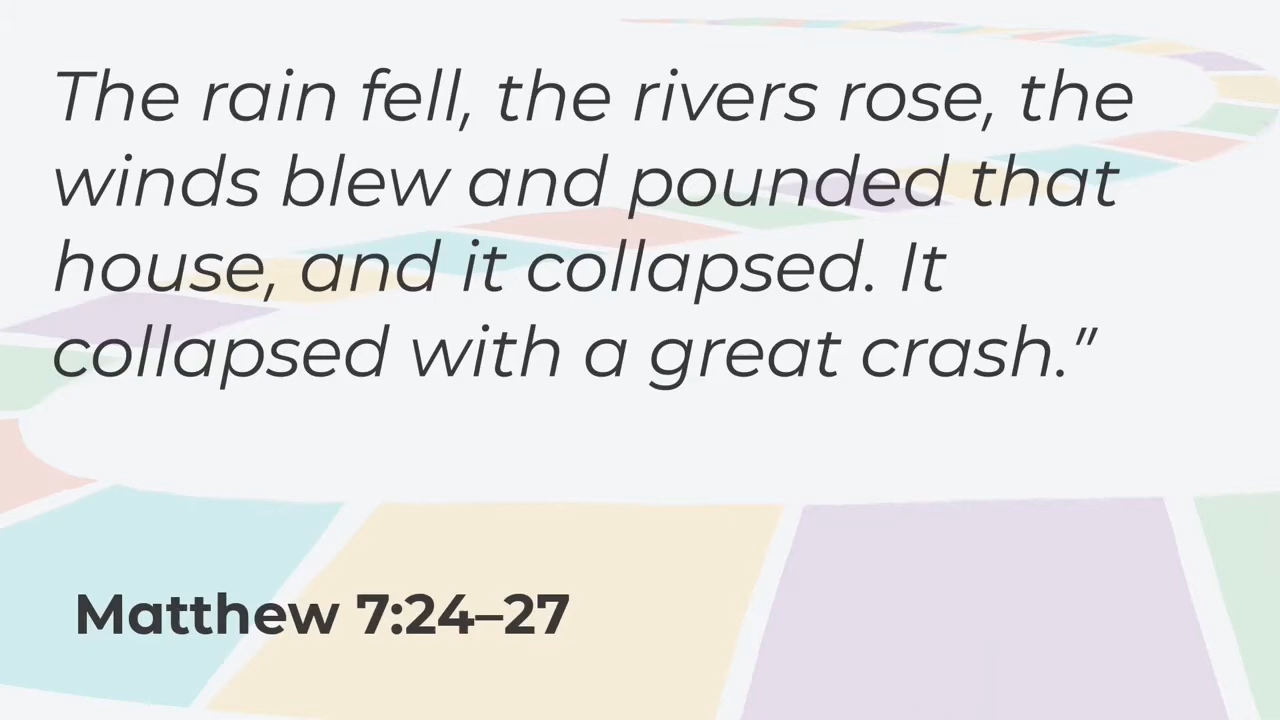 The rain fell, the rivers rose, the
winds blew and pounded that
house, and it collapsed. It
collapsed with a great crash."
Matthew 7:24–27